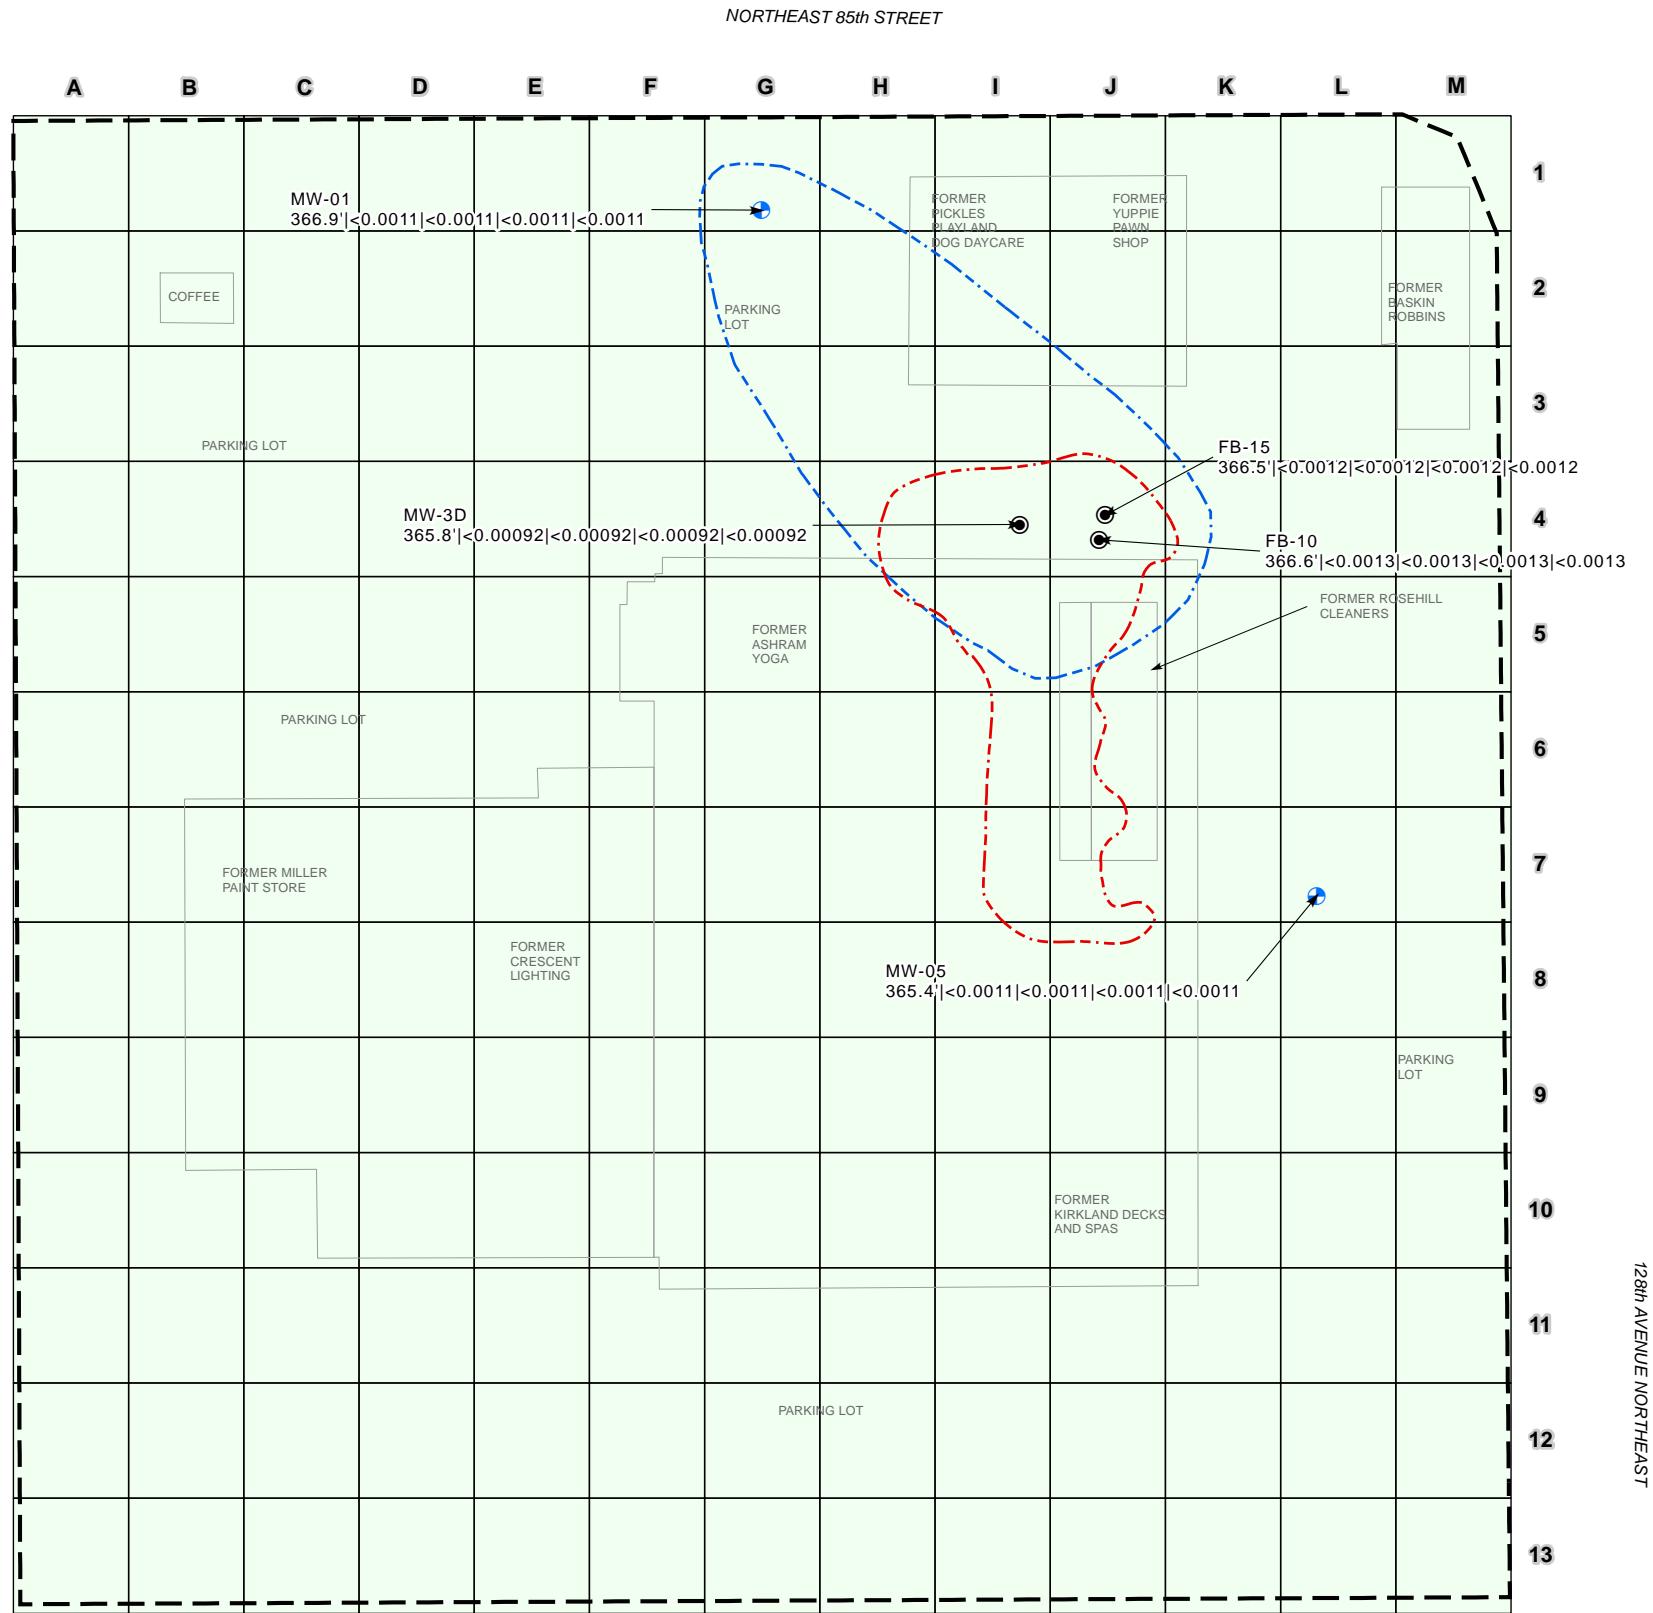 NORTHEAST 85th STREET
A B C D E F G H I J K L M
1
MW-01
366.9'|<0.0011|<0.0011|<0.0011|<0.0011
FORMER
PICKLES
PLAYLAND
DOG DAYCARE
FORMER
YUPPIE
PAWN
SHOP
2
COFFEE
PARKING
LOT
FORMER
BASKIN
ROBBINS
3
PARKING LOT
FB-15
366.5'|<0.0012|<0.0012|<0.0012|<0.0012
4
MW-3D
365.8'|<0.00092|<0.00092|<0.00092|<0.00092
FB-10
366.6'|<0.0013|<0.0013|<0.0013|<0.0013
FORMER ROSEHILL
CLEANERS
5
FORMER
ASHRAM
YOGA
6
PARKING LOT
7
FORMER MILLER
PAINT STORE
8
FORMER
CRESCENT
LIGHTING
MW-05
365.4'|<0.0011|<0.0011|<0.0011|<0.0011
9
PARKING
LOT
10
FORMER
KIRKLAND DECKS
AND SPAS
11
128th AVENUE NORTHEAST
12
PARKING LOT
13